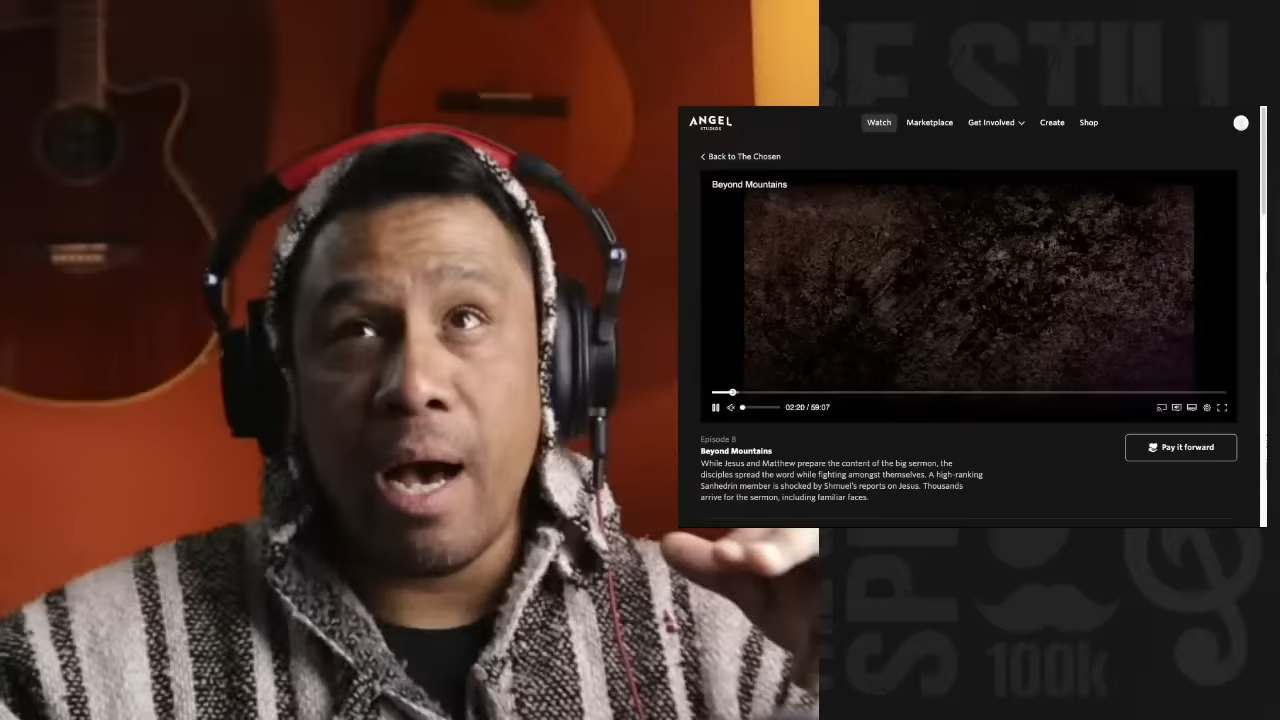 BE STILL
ANGEL
STUDIOS
Watch
Marketplace
Get Involved
Create
Shop
Back to The Chosen
Beyond Mountains
02:20 / 59:07
Episode 8
Beyond Mountains
While Jesus and Matthew prepare the content of the big sermon, the
disciples spread the word while fighting amongst themselves. A high-ranking
Sanhedrin member is shocked by Shmuel's reports on Jesus. Thousands
arrive for the sermon, including familiar faces.
Pay it forward
100k